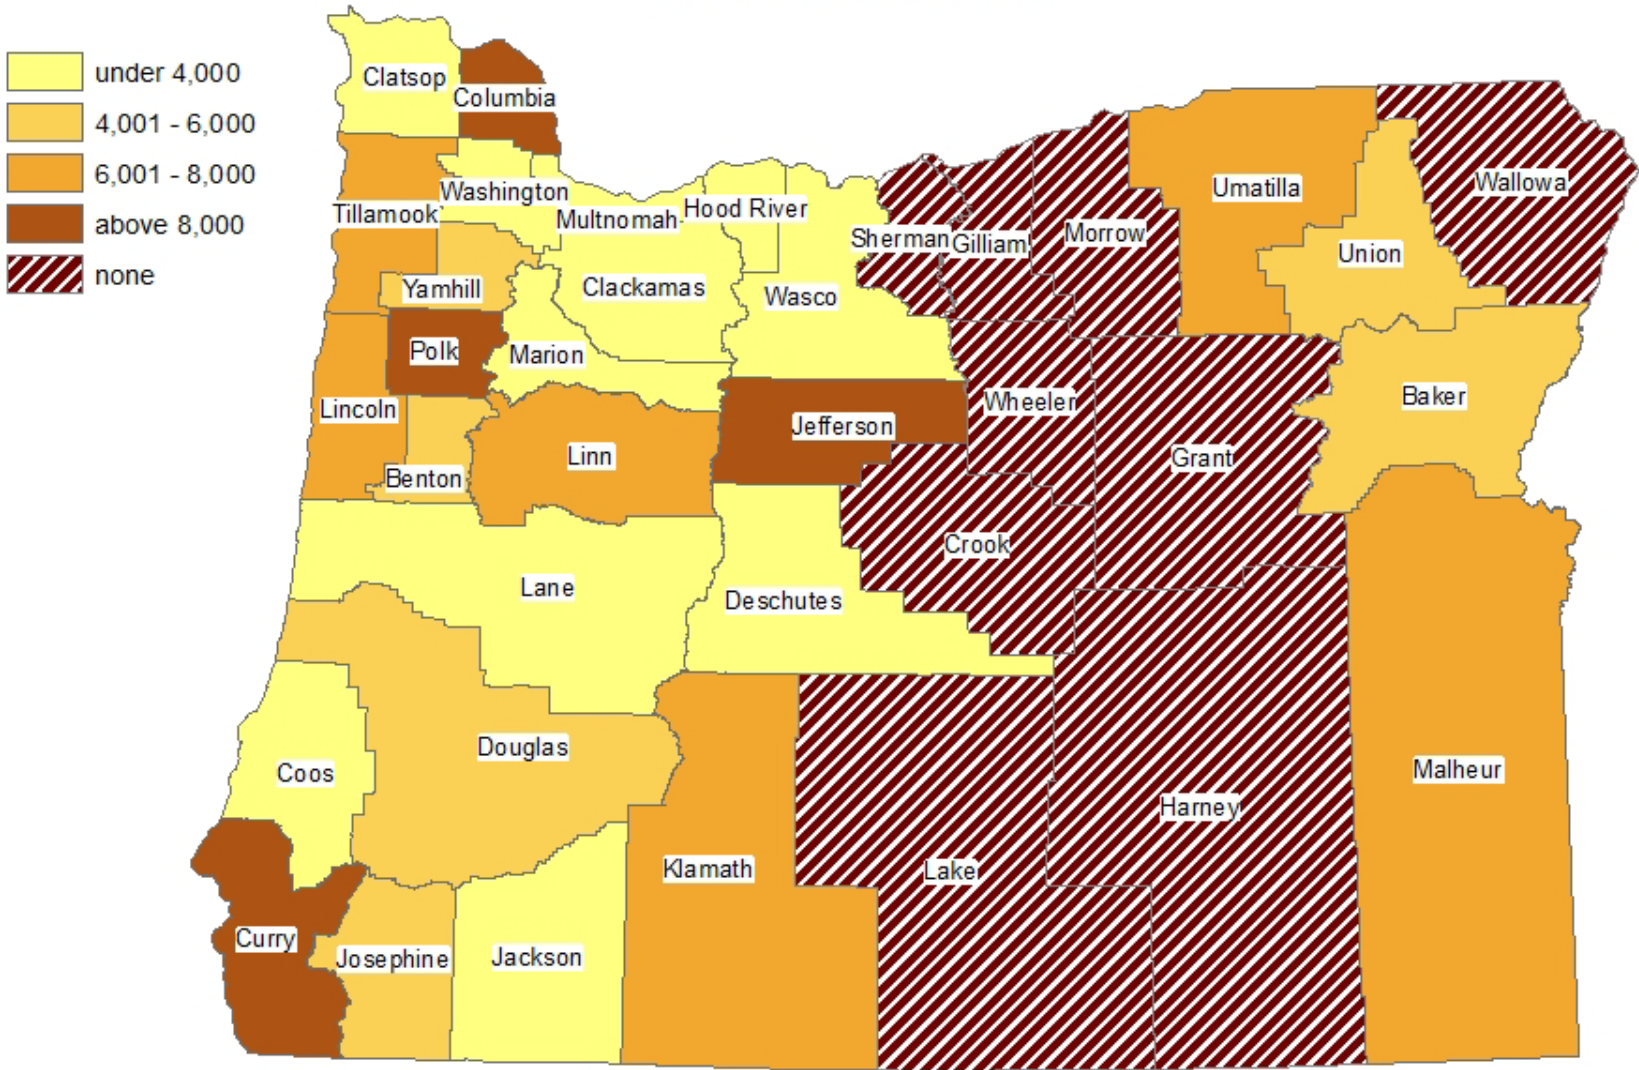 under 4,000
4,001 - 6,000
6,001 - 8,000
above 8,000
none
Clatsop
Columbia
Tillamook
Washington
Multnomah
Hood River
Sherman
Gilliam
Morrow
Umatilla
Wallowa
Union
Yamhill
Clackamas
Wasco
Polk
Marion
Lincoln
Benton
Linn
Jefferson
Wheeler
Grant
Baker
Lane
Deschutes
Crook
Coos
Douglas
Klamath
Lake
Harney
Malheur
Curry
Josephine
Jackson